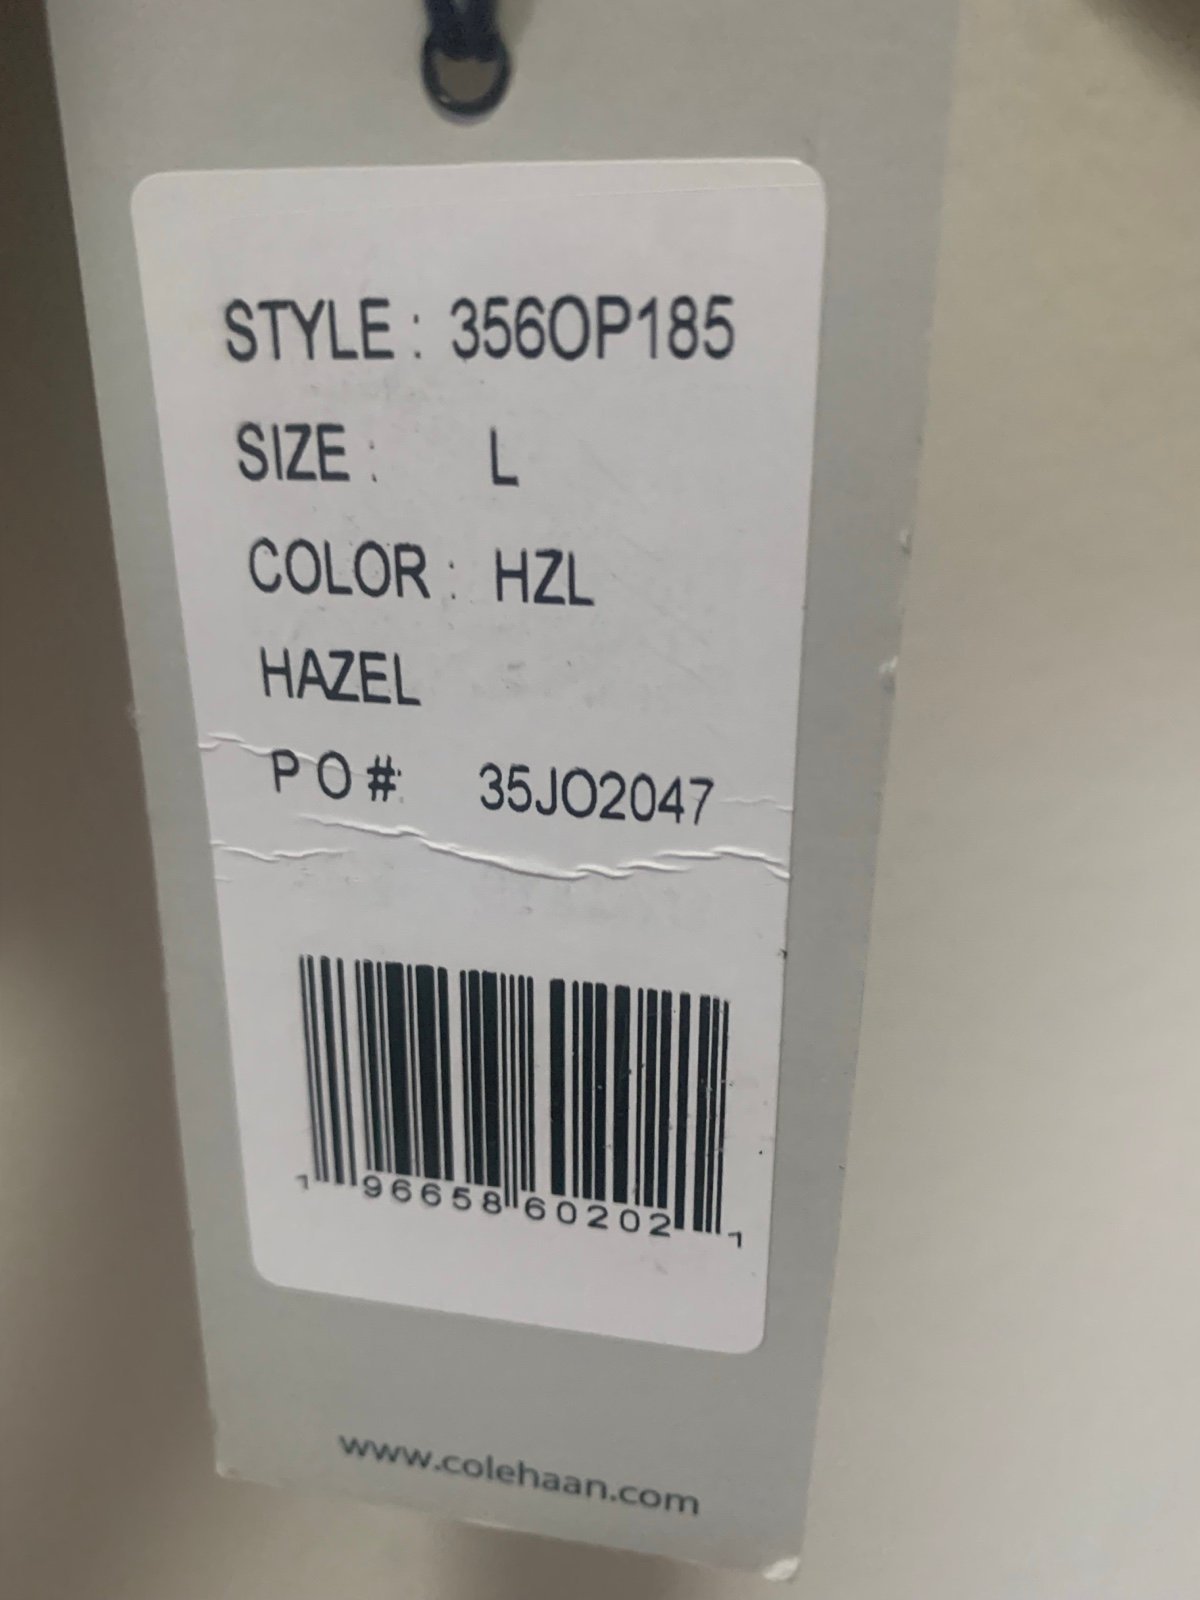 STYLE : 356OP185
SIZE : L
COLOR : HZL
HAZEL
P O #: 35JO2047
1 96658 60202 1
www.colehaan.com